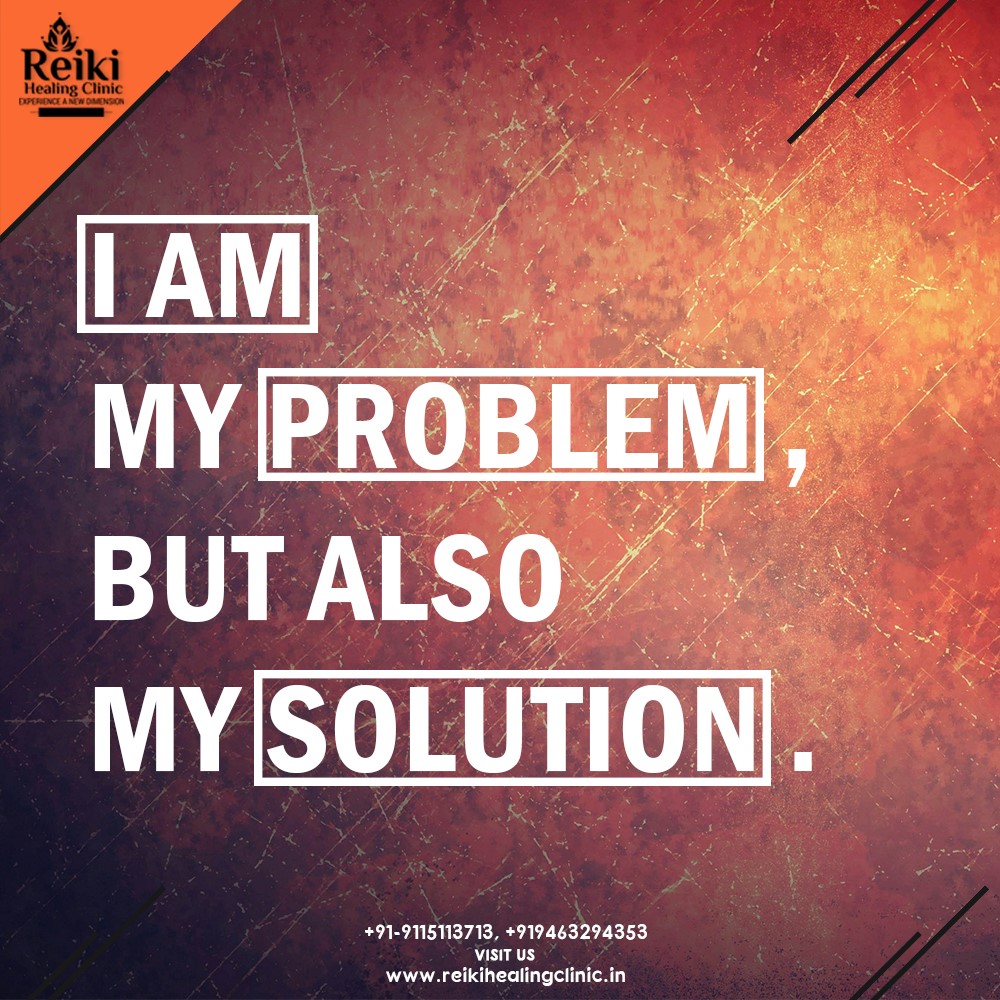 Reiki
Healing Clinic
EXPERIENCE A NEW DIMENSION
I AM
MY PROBLEM ,
BUT ALSO
MY SOLUTION .
+91-9115113713, +919463294353
VISIT US
www.reikihealingclinic.in